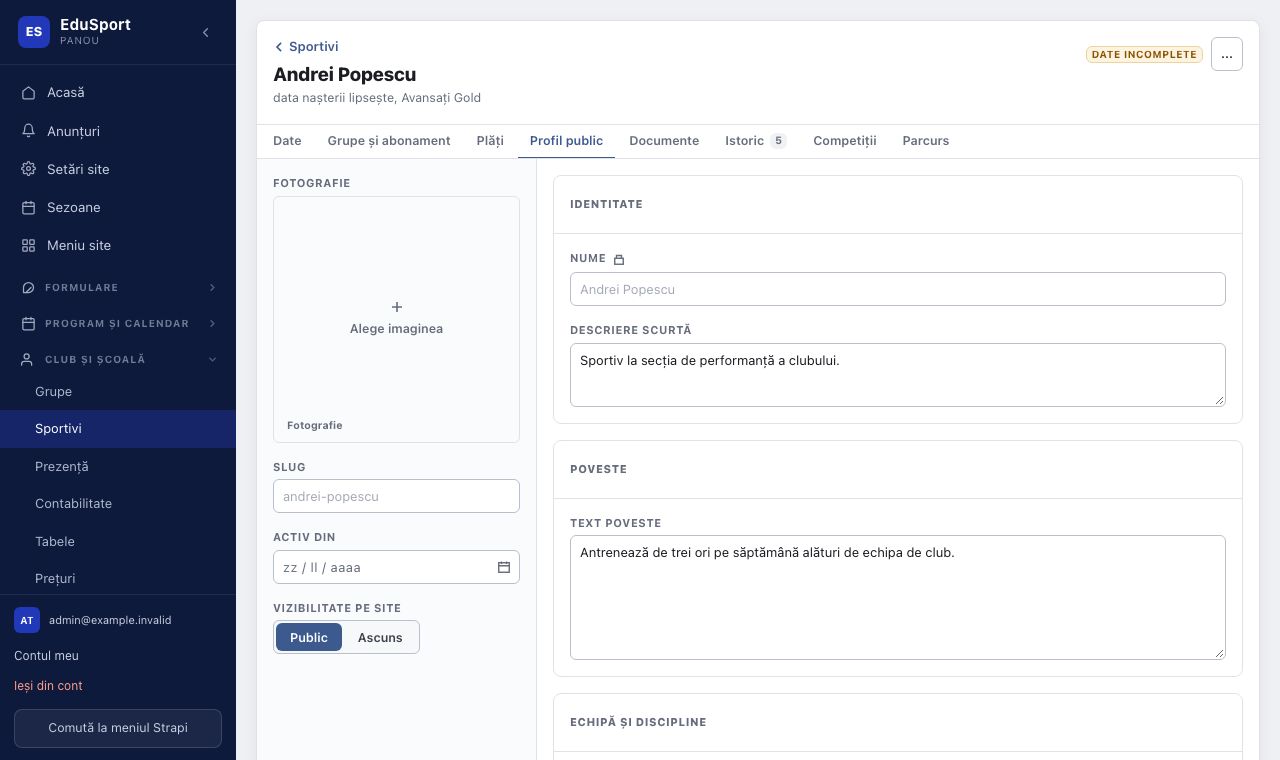 ES
EduSport
PANOU
Acasă
Anunțuri
Setări site
Sezoane
Meniu site
FORMULARE
PROGRAM ȘI CALENDAR
CLUB ȘI ȘCOALĂ
Grupe
Sportivi
Prezență
Contabilitate
Tabele
Prețuri
AT
admin@example.invalid
Contul meu
Ieși din cont
Comută la meniul Strapi
Sportivi
Andrei Popescu
data nașterii lipsește, Avansați Gold
DATE INCOMPLETE
...
Date Grupe și abonament Plăți Profil public Documente Istoric 5 Competiții Parcurs
FOTOGRAFIE
+
Alege imaginea
Fotografie
SLUG
andrei-popescu
ACTIV DIN
zz / ll / aaaa
VIZIBILITATE PE SITE
Public Ascuns
IDENTITATE
NUME
Andrei Popescu
DESCRIERE SCURTĂ
Sportiv la secția de performanță a clubului.
POVESTE
TEXT POVESTE
Antrenează de trei ori pe săptămână alături de echipa de club.
ECHIPĂ ȘI DISCIPLINE